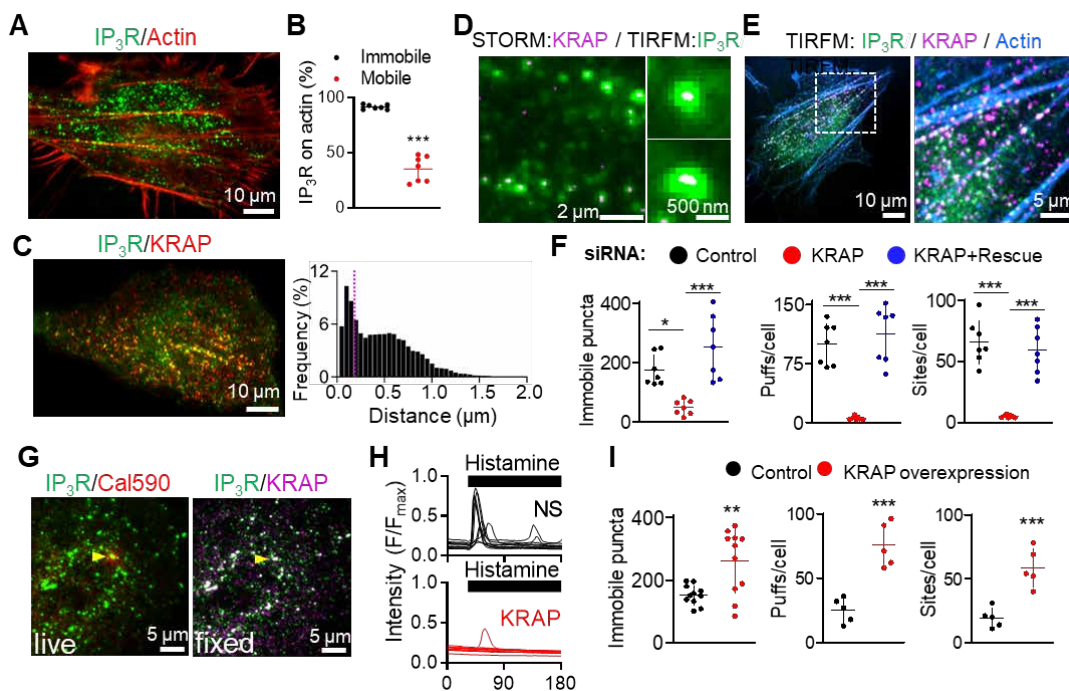 A
IP₃R/Actin
10 µm
B
Immobile
Mobile
IP₃R on actin (%)
100
50
0
***
C
IP₃R/KRAP
10 µm
Frequency (%)
12
6
0
0.0 0.5 1.0 1.5 2.0
Distance (µm)
D
STORM:KRAP / TIRFM:IP₃R
2 µm
500 nm
E
TIRFM: IP₃R / KRAP / Actin
10 µm
5 µm
F
siRNA: Control KRAP KRAP+Rescue
Immobile puncta
400
200
0
* ***
Puffs/cell
150
75
0
*** ***
Sites/cell
100
50
0
*** ***
G
IP₃R/Cal590
live
5 µm
IP₃R/KRAP
fixed
5 µm
H
Intensity (F/Fmax)
Histamine
NS
1.0
0.5
0.0
Histamine
KRAP
1.0
0.5
0.0
0 90 180
I
Control KRAP overexpression
Immobile puncta
400
200
0
**
Puffs/cell
100
50
0
***
Sites/cell
100
50
0
***